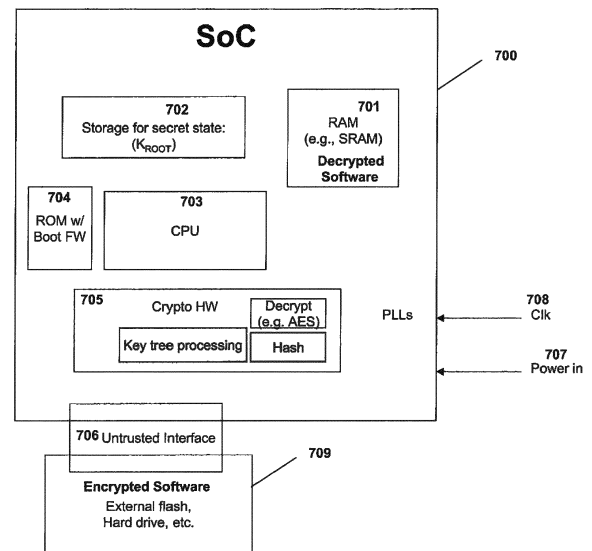 SoC
700
702
Storage for secret state:
(KROOT)
701
RAM
(e.g., SRAM)
Decrypted
Software
704
ROM w/
Boot FW
703
CPU
705
Crypto HW
Decrypt
(e.g. AES)
Key tree processing
Hash
PLLs
708
Clk
707
Power in
706 Untrusted Interface
709
Encrypted Software
External flash,
Hard drive, etc.